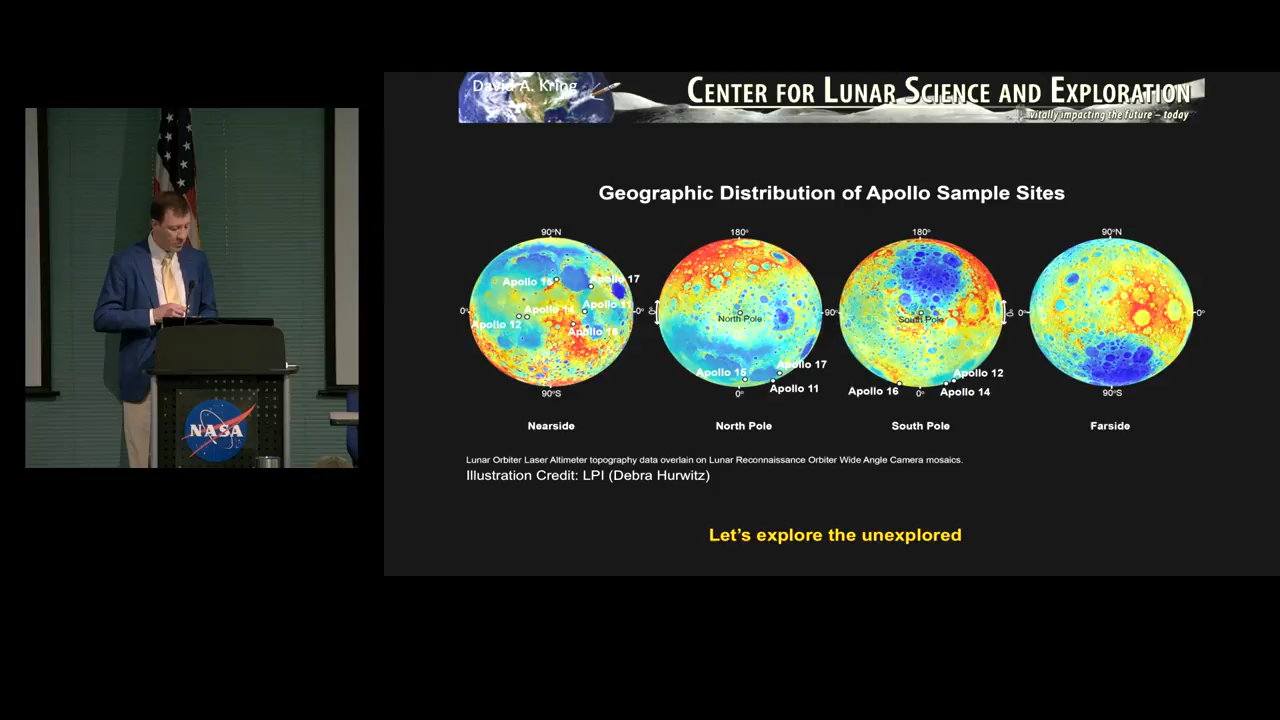 David A. Kring
CENTER FOR LUNAR SCIENCE AND EXPLORATION
vitally impacting the future – today
Geographic Distribution of Apollo Sample Sites
90°N
180°
180°
90°N
Apollo 15
Apollo 17
Apollo 14
Apollo 11
Apollo 12
Apollo 16
0°
0°
North Pole
90°
South Pole
0°
0°
Apollo 15
Apollo 17
Apollo 11
Apollo 16
Apollo 12
Apollo 14
90°S
0°
0°
90°S
Nearside
North Pole
South Pole
Farside
Lunar Orbiter Laser Altimeter topography data overlain on Lunar Reconnaissance Orbiter Wide Angle Camera mosaics.
Illustration Credit: LPI (Debra Hurwitz)
Let's explore the unexplored
NASA